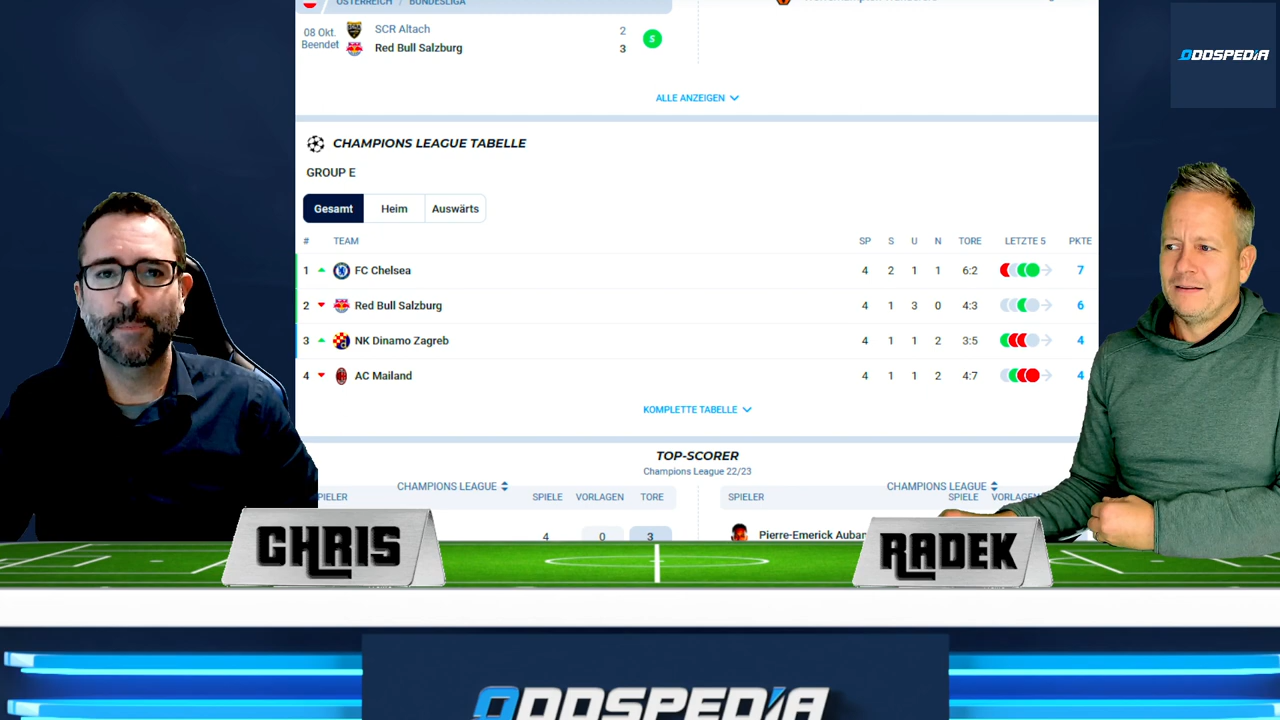 ÖSTERREICH / BUNDESLIGA
08 Okt.
Beendet
SCR Altach 2
Red Bull Salzburg 3
S
ODDSPEDIA
ALLE ANZEIGEN
CHAMPIONS LEAGUE TABELLE
GROUP E
Gesamt Heim Auswärts
# TEAM SP S U N TORE LETZTE 5 PKTE
1 FC Chelsea 4 2 1 1 6:2 7
2 Red Bull Salzburg 4 1 3 0 4:3 6
3 NK Dinamo Zagreb 4 1 1 2 3:5 4
4 AC Mailand 4 1 1 2 4:7 4
KOMPLETTE TABELLE
TOP-SCORER
Champions League 22/23
CHAMPIONS LEAGUE CHAMPIONS LEAGUE
SPIELER SPIELE VORLAGEN TORE SPIELER SPIELE VORLAGEN
4 0 3 Pierre-Emerick Aubam
CHRIS
RADEK
ODDSPEDIA